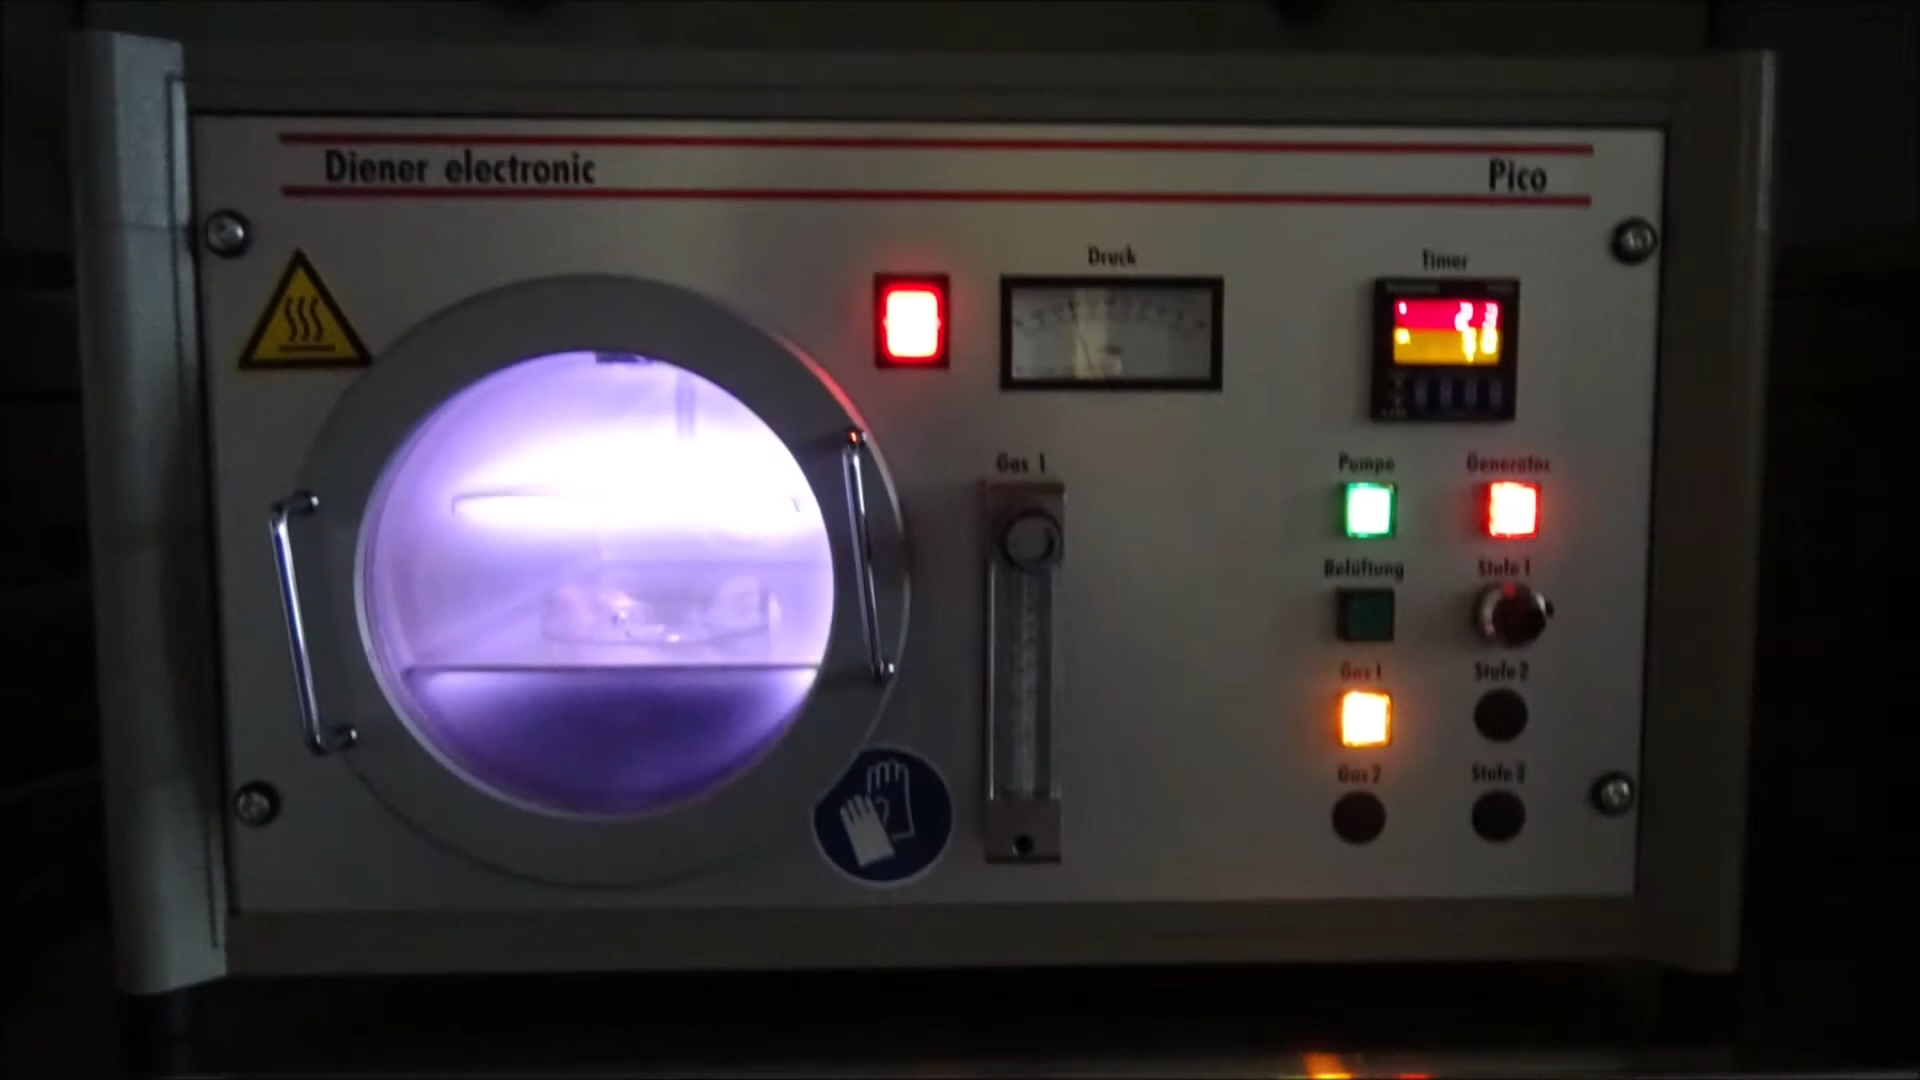 Diener electronic
Pico
Druck
Timer
Gas 1
Pumpe
Generator
Belüftung
Stufe 1
Gas 1
Stufe 2
Gas 2
Stufe 3